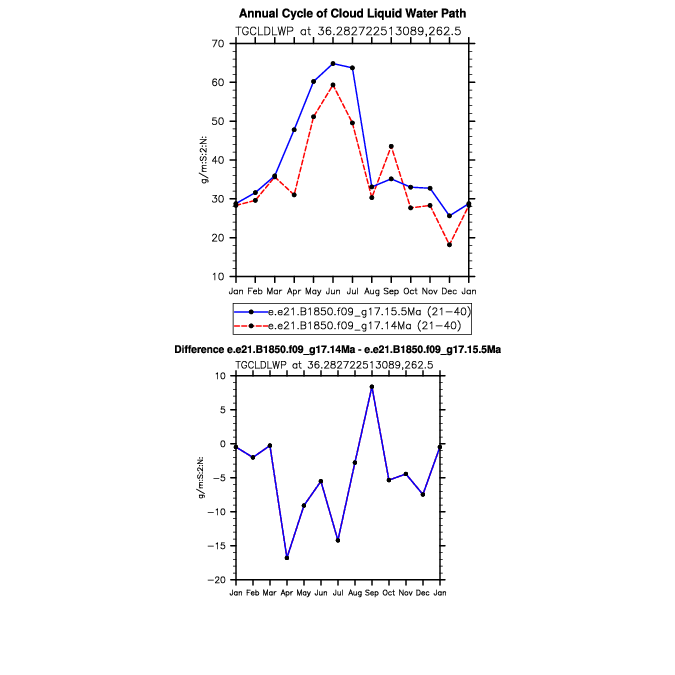 Annual Cycle of Cloud Liquid Water Path
TGCLDLWP at 36.282722513089,262.5
70
60
50
40
30
20
10
g/m:S:2:N:
Jan Feb Mar Apr May Jun Jul Aug Sep Oct Nov Dec Jan
e.e21.B1850.f09_g17.15.5Ma (21-40)
e.e21.B1850.f09_g17.14Ma (21-40)
Difference e.e21.B1850.f09_g17.14Ma - e.e21.B1850.f09_g17.15.5Ma
TGCLDLWP at 36.282722513089,262.5
10
5
0
-5
-10
-15
-20
g/m:S:2:N:
Jan Feb Mar Apr May Jun Jul Aug Sep Oct Nov Dec Jan